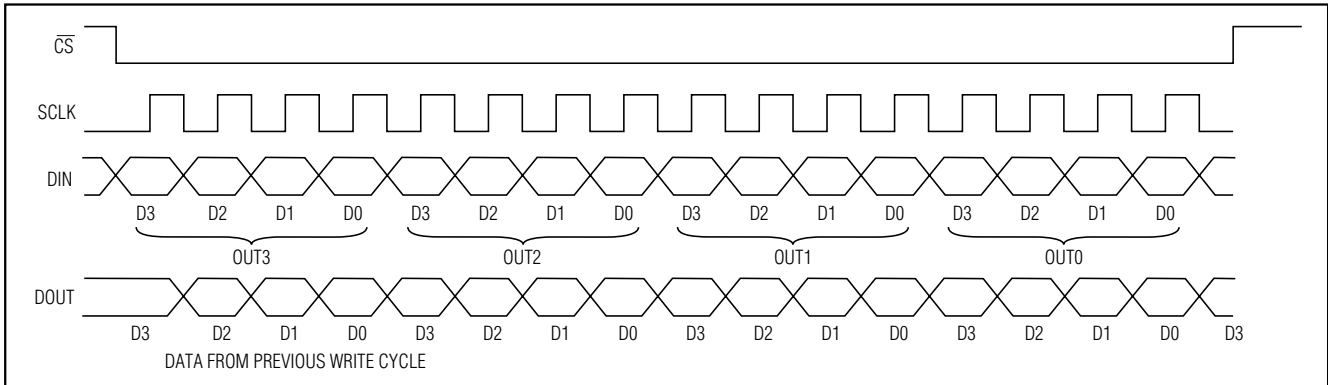 CS
SCLK
DIN
D3 D2 D1 D0 D3 D2 D1 D0 D3 D2 D1 D0 D3 D2 D1 D0
OUT3 OUT2 OUT1 OUT0
DOUT
D3 D2 D1 D0 D3 D2 D1 D0 D3 D2 D1 D0 D3 D2 D1 D0 D3
DATA FROM PREVIOUS WRITE CYCLE